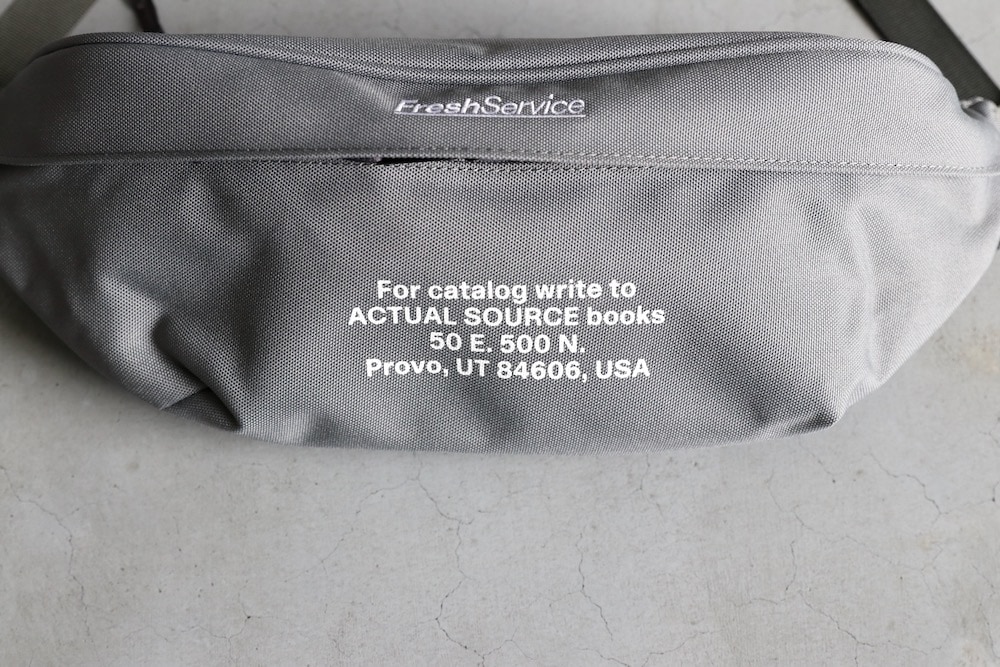 FreshService
For catalog write to
ACTUAL SOURCE books
50 E. 500 N.
Provo, UT 84606, USA